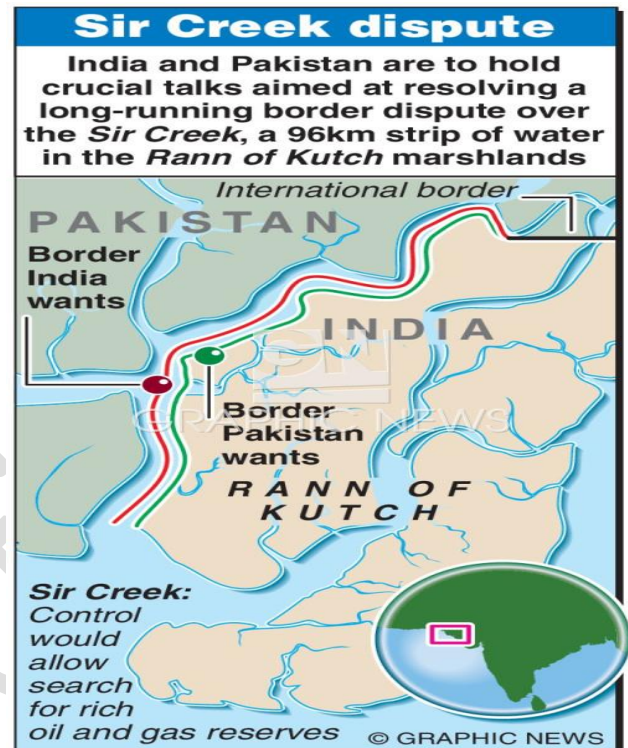 Sir Creek dispute
India and Pakistan are to hold
crucial talks aimed at resolving a
long-running border dispute over
the Sir Creek, a 96km strip of water
in the Rann of Kutch marshlands
International border
PAKISTAN
Border
India
wants
INDIA
GN
GRAPHIC NEWS
Border
Pakistan
wants
RANN OF
KUTCH
Sir Creek:
Control
would
allow
search
for rich
oil and gas reserves
© GRAPHIC NEWS